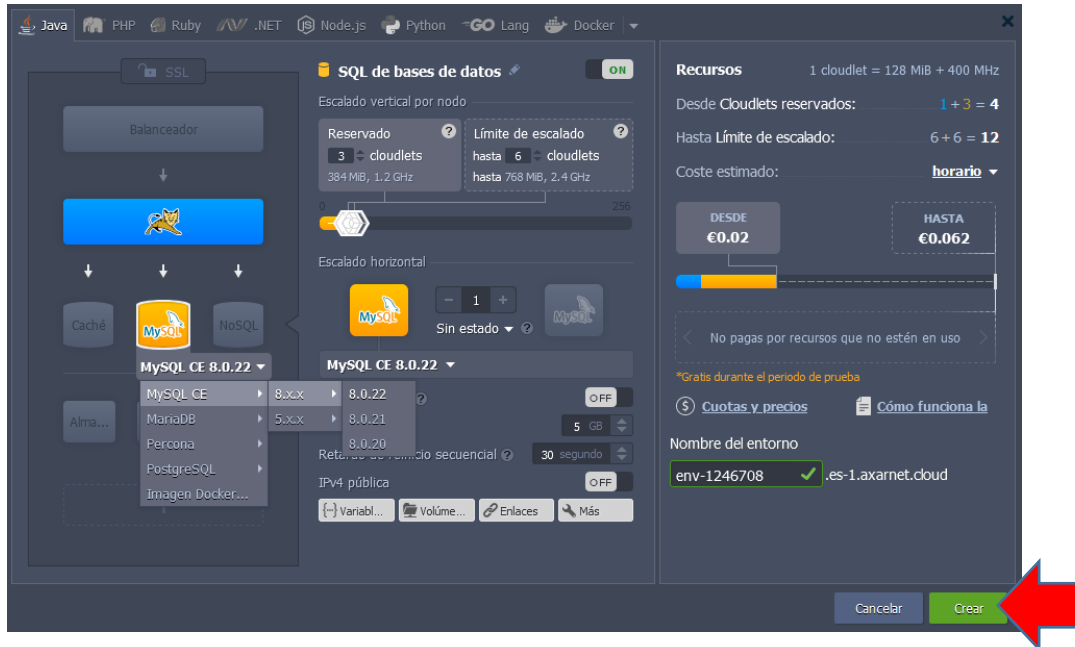 Java PHP Ruby .NET Node.js Python GO Lang Docker
SSL
Balanceador
Caché
MySQL
NoSQL
MySQL CE 8.0.22
MySQL CE 8.x.x 8.0.22
MariaDB 5.x.x 8.0.21
Percona 8.0.20
PostgreSQL
Imagen Docker...
Alma...
SQL de bases de datos ON
Escalado vertical por nodo
Reservado ?
3 cloudlets
384 MiB, 1.2 GHz
Límite de escalado ?
hasta 6 cloudlets
hasta 768 MiB, 2.4 GHz
0 256
Escalado horizontal
MySQL
1
Sin estado ?
MySQL
MySQL CE 8.0.22
? OFF
5 GB
Retardo de reinicio secuencial ? 30 segundo
IPv4 pública OFF
Variabl... Volúme... Enlaces Más
Recursos 1 cloudlet = 128 MiB + 400 MHz
Desde Cloudlets reservados: 1 + 3 = 4
Hasta Límite de escalado: 6 + 6 = 12
Coste estimado: horario
DESDE
€0.02
HASTA
€0.062
No pagas por recursos que no estén en uso
*Gratis durante el periodo de prueba
$ Cuotas y precios Cómo funciona la
Nombre del entorno
env-1246708 .es-1.axarnet.cloud
Cancelar Crear